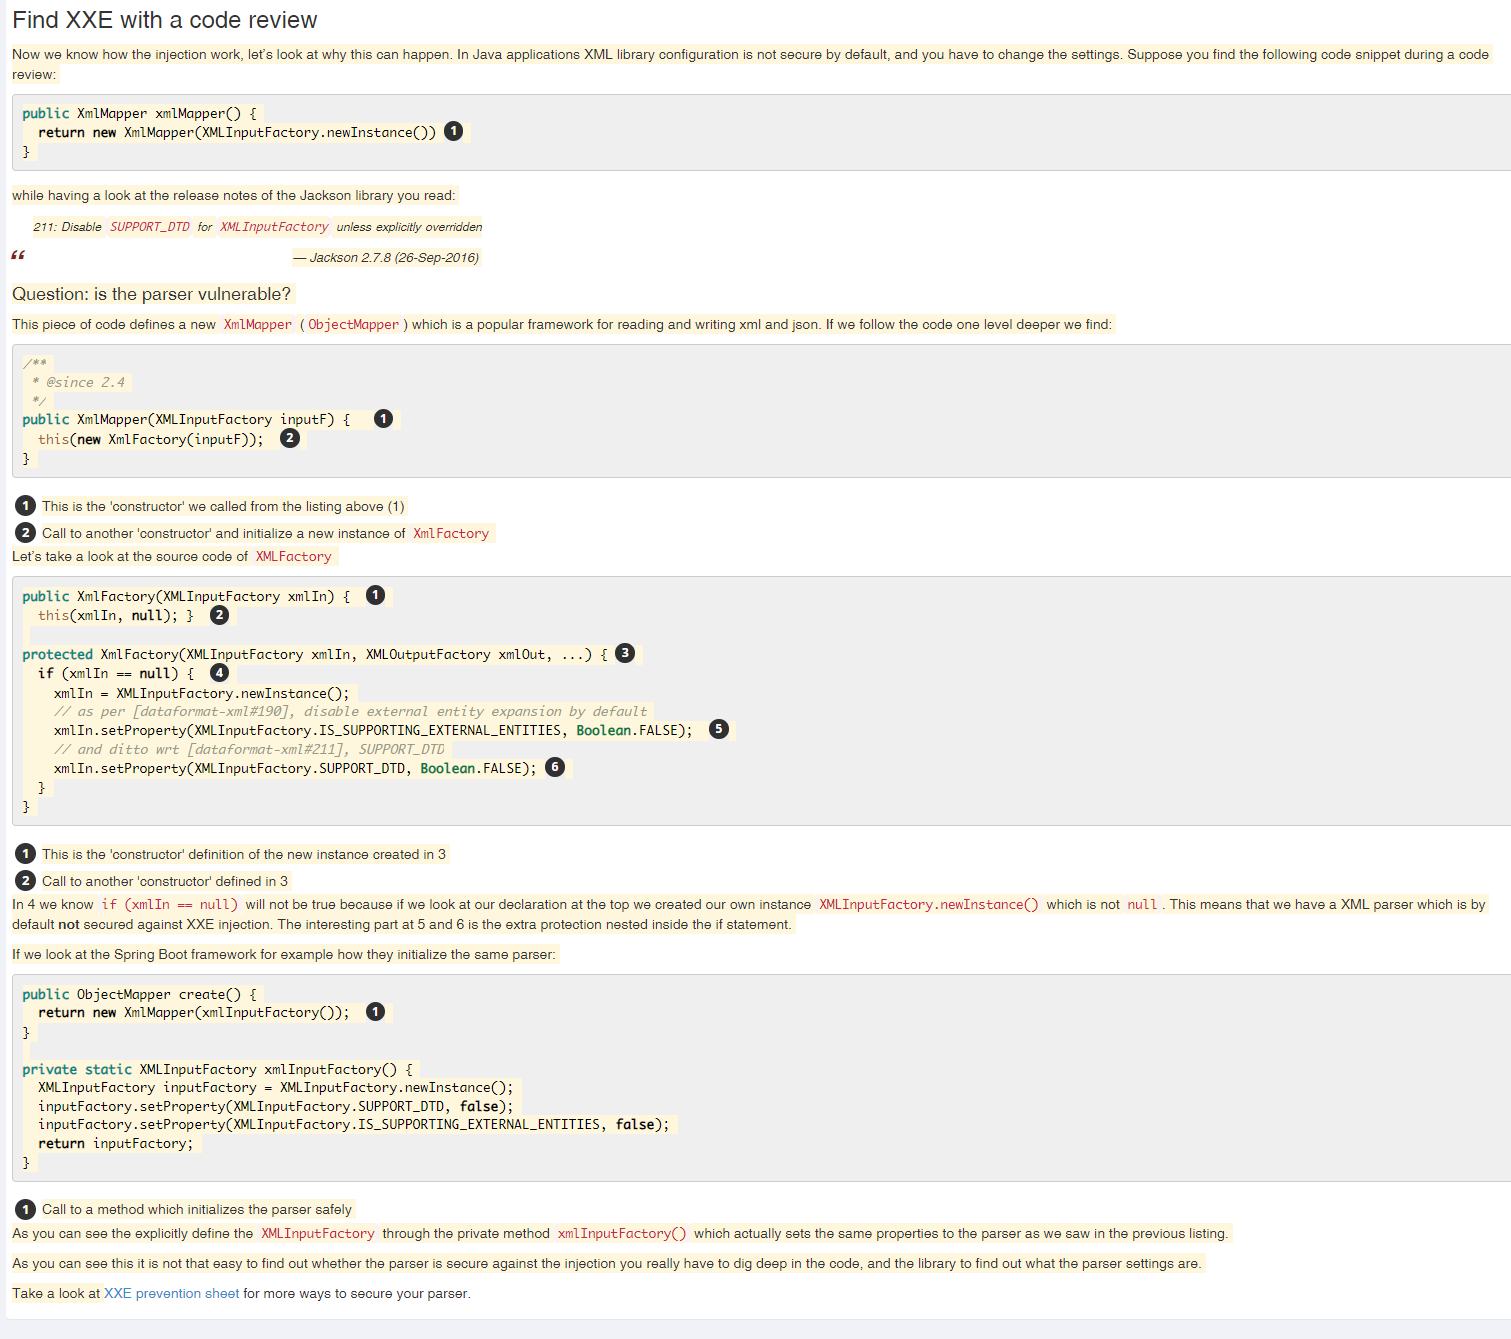 Find XXE with a code review
Now we know how the injection work, let's look at why this can happen. In Java applications XML library configuration is not secure by default, and you have to change the settings. Suppose you find the following code snippet during a code
review:
public XmlMapper xmlMapper() {
  return new XmlMapper(XMLInputFactory.newInstance()) 1
}
while having a look at the release notes of the Jackson library you read:
211: Disable SUPPORT_DTD for XMLInputFactory unless explicitly overridden
“ — Jackson 2.7.8 (26-Sep-2016)
Question: is the parser vulnerable?
This piece of code defines a new XmlMapper (ObjectMapper) which is a popular framework for reading and writing xml and json. If we follow the code one level deeper we find:
/**
 * @since 2.4
 */
public XmlMapper(XMLInputFactory inputF) { 1
  this(new XmlFactory(inputF)); 2
}
1 This is the 'constructor' we called from the listing above (1)
2 Call to another 'constructor' and initialize a new instance of XmlFactory
Let's take a look at the source code of XMLFactory
public XmlFactory(XMLInputFactory xmlIn) { 1
  this(xmlIn, null); } 2
protected XmlFactory(XMLInputFactory xmlIn, XMLOutputFactory xmlOut, ...) { 3
  if (xmlIn == null) { 4
    xmlIn = XMLInputFactory.newInstance();
    // as per [dataformat-xml#190], disable external entity expansion by default
    xmlIn.setProperty(XMLInputFactory.IS_SUPPORTING_EXTERNAL_ENTITIES, Boolean.FALSE); 5
    // and ditto wrt [dataformat-xml#211], SUPPORT_DTD
    xmlIn.setProperty(XMLInputFactory.SUPPORT_DTD, Boolean.FALSE); 6
  }
}
1 This is the 'constructor' definition of the new instance created in 3
2 Call to another 'constructor' defined in 3
In 4 we know if (xmlIn == null) will not be true because if we look at our declaration at the top we created our own instance XMLInputFactory.newInstance() which is not null. This means that we have a XML parser which is by
default not secured against XXE injection. The interesting part at 5 and 6 is the extra protection nested inside the if statement.
If we look at the Spring Boot framework for example how they initialize the same parser:
public ObjectMapper create() {
  return new XmlMapper(xmlInputFactory()); 1
}
private static XMLInputFactory xmlInputFactory() {
  XMLInputFactory inputFactory = XMLInputFactory.newInstance();
  inputFactory.setProperty(XMLInputFactory.SUPPORT_DTD, false);
  inputFactory.setProperty(XMLInputFactory.IS_SUPPORTING_EXTERNAL_ENTITIES, false);
  return inputFactory;
}
1 Call to a method which initializes the parser safely
As you can see the explicitly define the XMLInputFactory through the private method xmlInputFactory() which actually sets the same properties to the parser as we saw in the previous listing.
As you can see this it is not that easy to find out whether the parser is secure against the injection you really have to dig deep in the code, and the library to find out what the parser settings are.
Take a look at XXE prevention sheet for more ways to secure your parser.